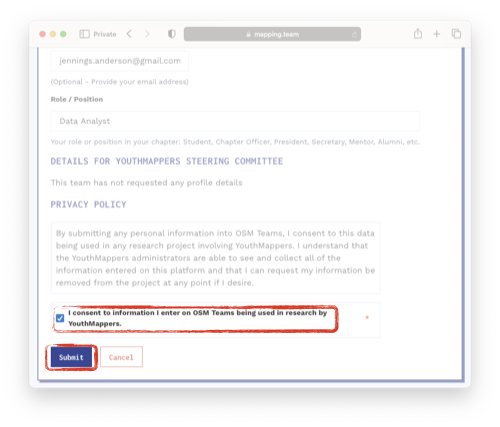 Private
mapping.team
jennings.anderson@gmail.com
(Optional - Provide your email address)
Role / Position
Data Analyst
Your role or position in your chapter: Student, Chapter Officer, President, Secretary, Mentor, Alumni, etc.
DETAILS FOR YOUTHMAPPERS STEERING COMMITTEE
This team has not requested any profile details
PRIVACY POLICY
By submitting any personal information into OSM Teams, I consent to this data
being used in any research project involving YouthMappers. I understand that
the YouthMappers administrators are able to see and collect all of the
information entered on this platform and that I can request my information be
removed from the project at any point if I desire.
I consent to information I enter on OSM Teams being used in research by
YouthMappers.
*
Submit Cancel